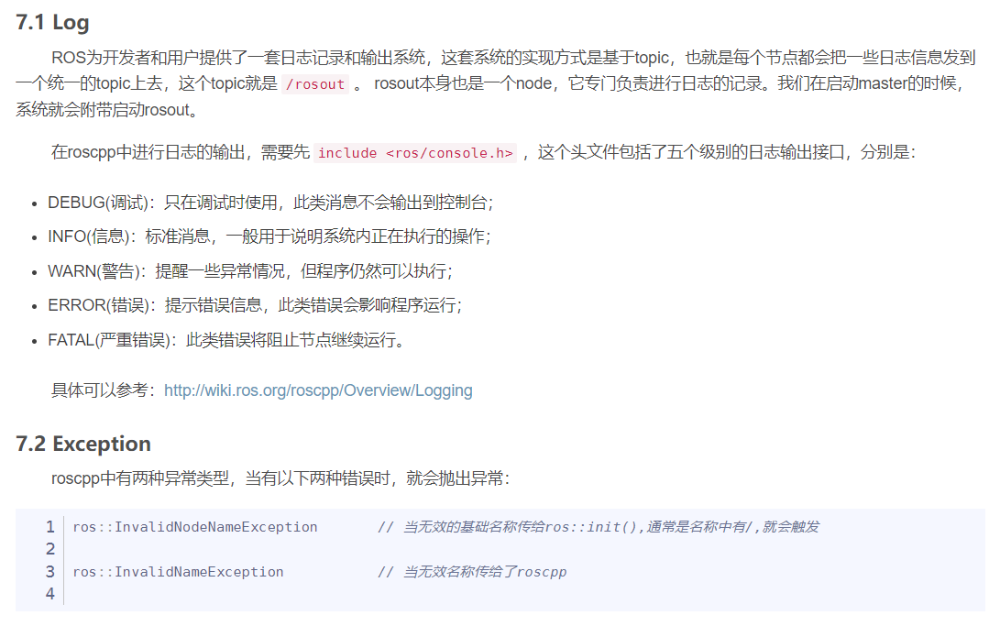 7.1 Log
ROS为开发者和用户提供了一套日志记录和输出系统，这套系统的实现方式是基于topic，也就是每个节点都会把一些日志信息发到
一个统一的topic上去，这个topic就是 /rosout 。 rosout本身也是一个node，它专门负责进行日志的记录。我们在启动master的时候，
系统就会附带启动rosout。
在roscpp中进行日志的输出，需要先 include <ros/console.h> ，这个头文件包括了五个级别的日志输出接口，分别是：
• DEBUG(调试)：只在调试时使用，此类消息不会输出到控制台；
• INFO(信息)：标准消息，一般用于说明系统内正在执行的操作；
• WARN(警告)：提醒一些异常情况，但程序仍然可以执行；
• ERROR(错误)：提示错误信息，此类错误会影响程序运行；
• FATAL(严重错误)：此类错误将阻止节点继续运行。
具体可以参考：http://wiki.ros.org/roscpp/Overview/Logging
7.2 Exception
roscpp中有两种异常类型，当有以下两种错误时，就会抛出异常：
1 ros::InvalidNodeNameException // 当无效的基础名称传给ros::init(),通常是名称中有/,就会触发
2
3 ros::InvalidNameException // 当无效名称传给了roscpp
4